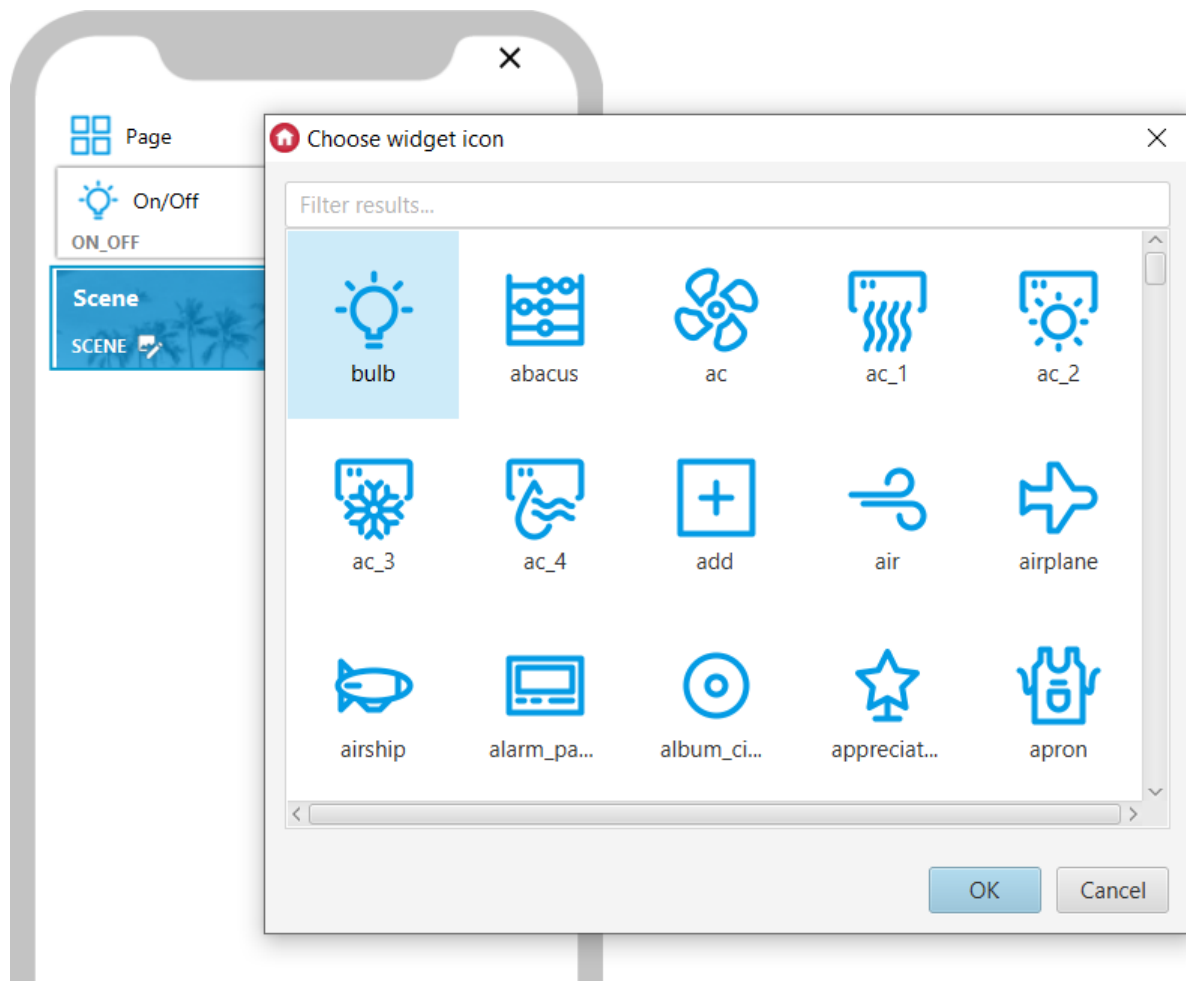 Page
Choose widget icon
On/Off
ON_OFF
Filter results...
Scene
SCENE
bulb
abacus
ac
ac_1
ac_2
ac_3
ac_4
add
air
airplane
airship
alarm_pa...
album_ci...
appreciat...
apron
OK
Cancel